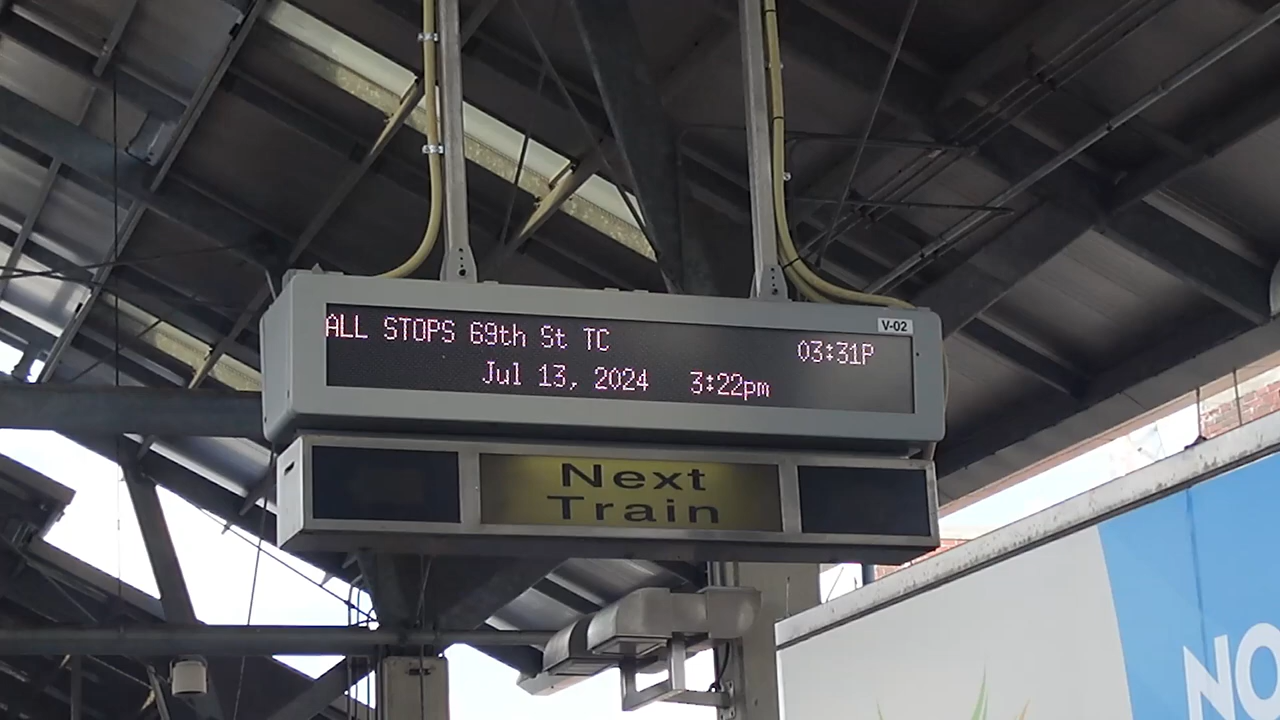 V-02
ALL STOPS 69th St TC 03:31P
Jul 13, 2024 3:22pm
Next
Train
NO